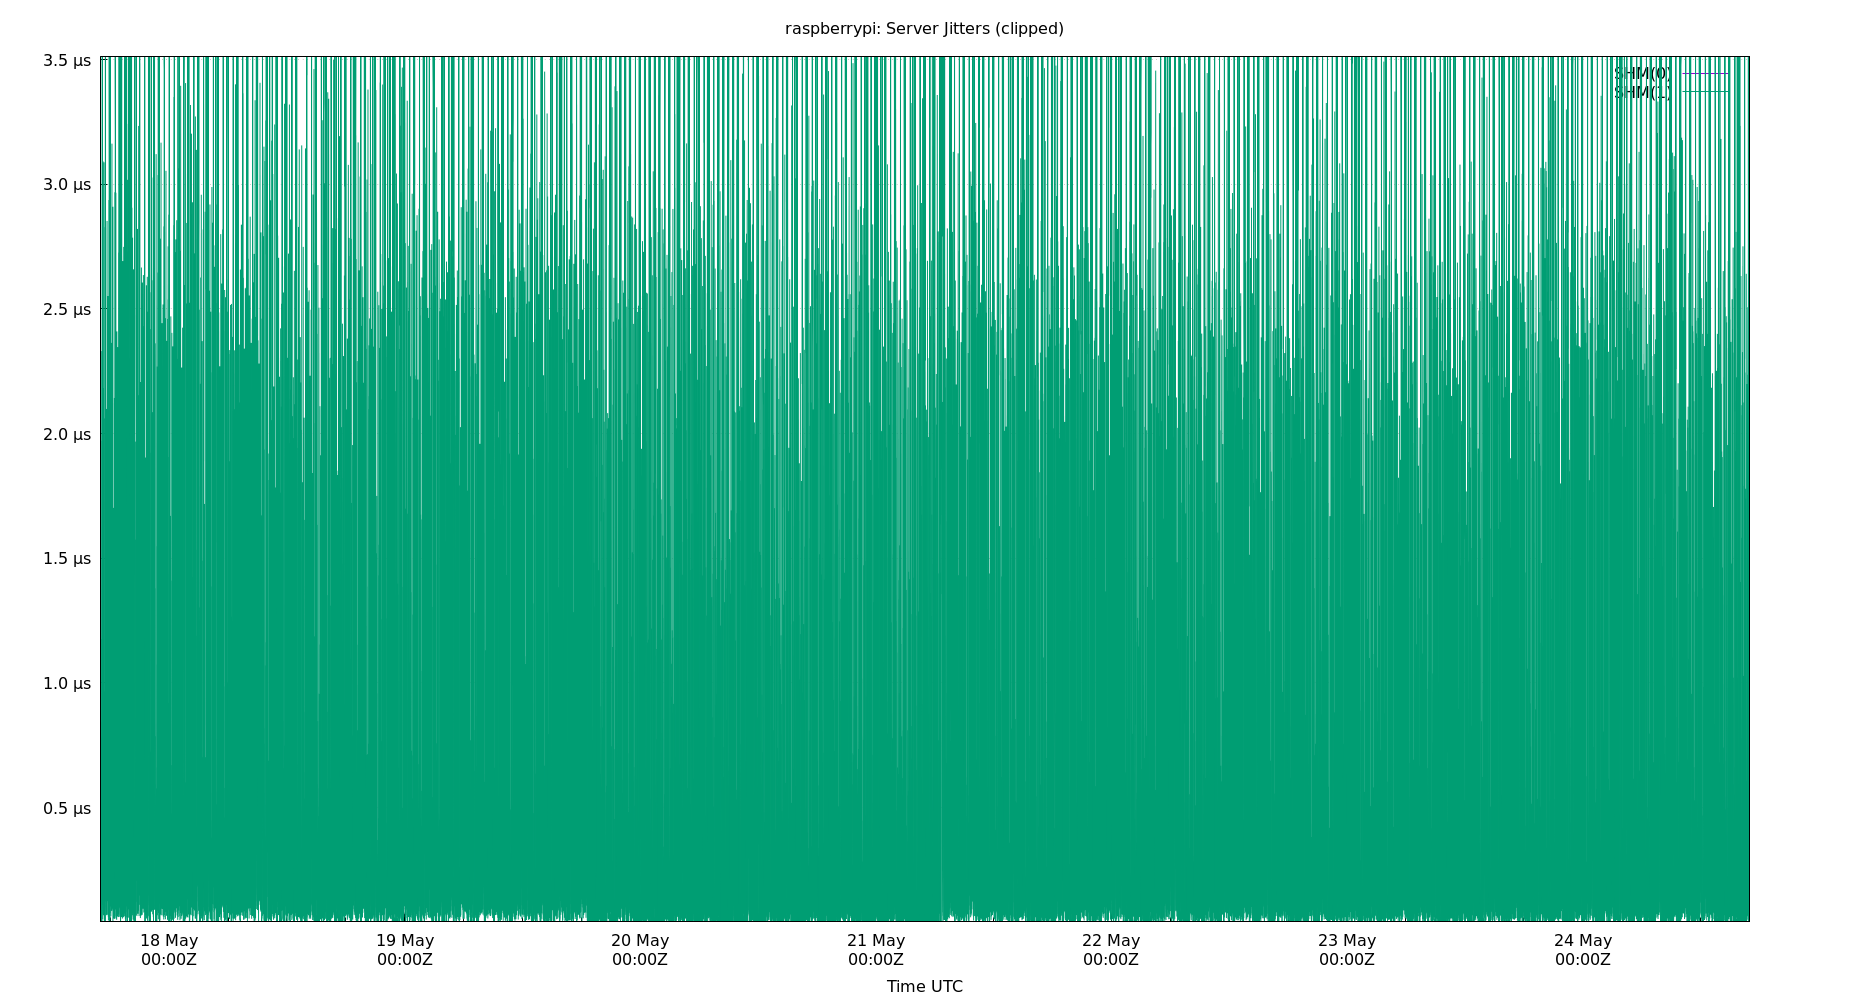 raspberrypi: Server Jitters (clipped)
3.5 µs
SHM(0)
SHM(1)
3.0 µs
2.5 µs
2.0 µs
1.5 µs
1.0 µs
0.5 µs
18 May 19 May 20 May 21 May 22 May 23 May 24 May
00:00Z 00:00Z 00:00Z 00:00Z 00:00Z 00:00Z 00:00Z
Time UTC